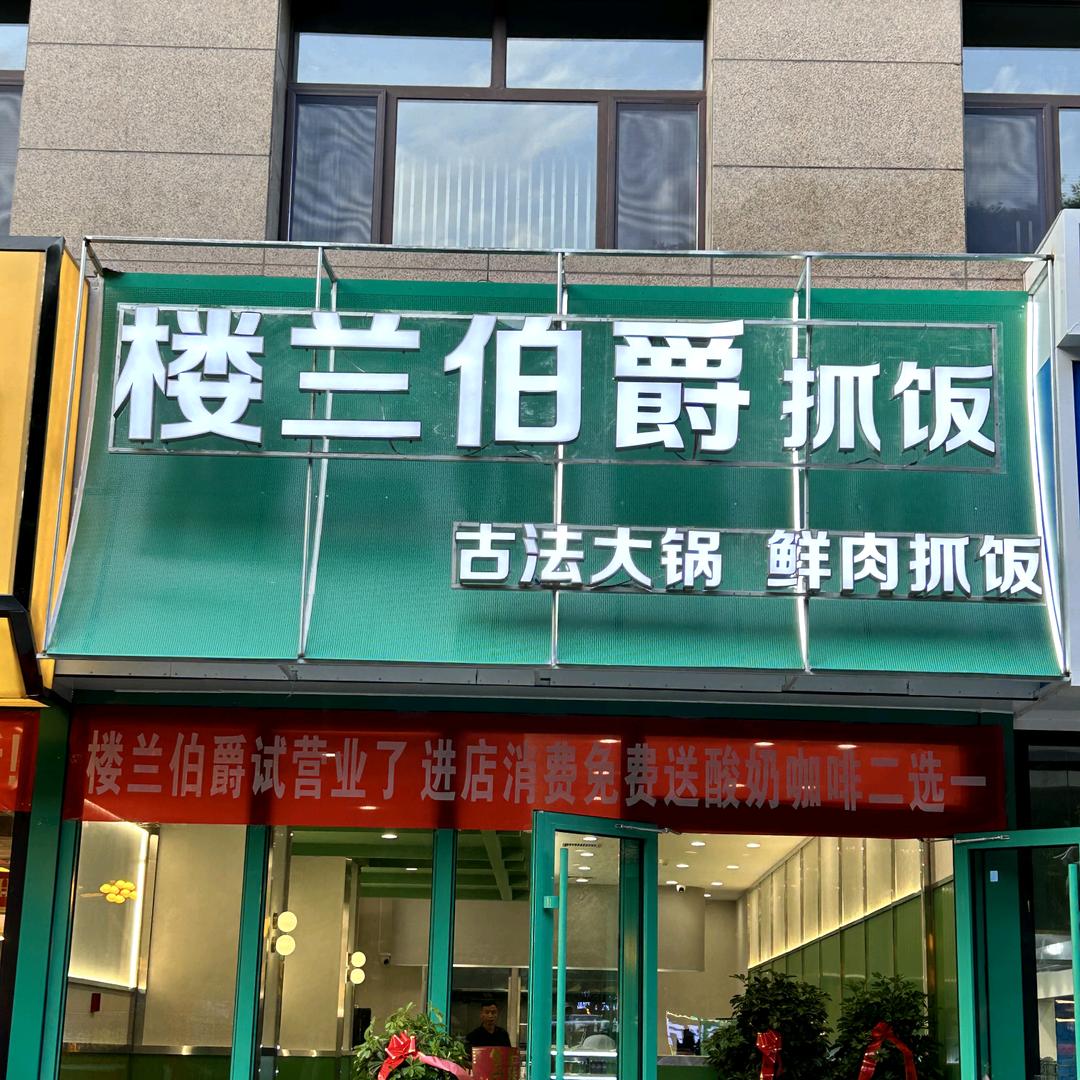 楼兰伯爵 抓饭
古法大锅 鲜肉抓饭
楼兰伯爵试营业了 进店消费免费送酸奶咖啡二选一